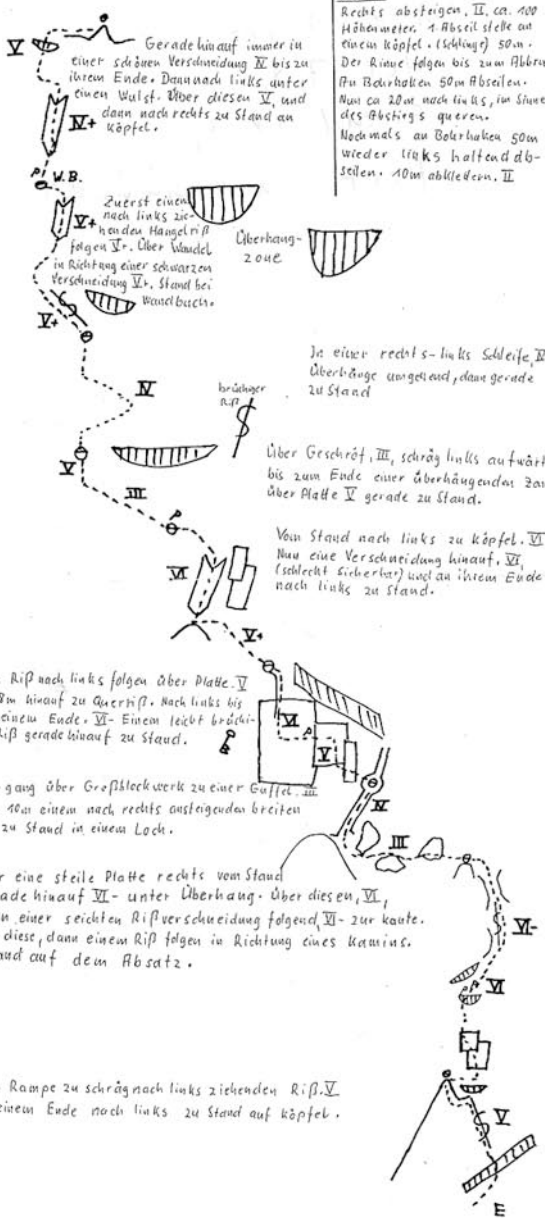 Rechts absteigen, II, ca. 100
Höhenmeter. 1 Abseilstelle an
einem Köpfel. (Schlinge) 50m.
Der Rinne folgen bis zum Abbru
An Bohrhaken 50m Abseilen.
Nun ca 20m nach links, im Sinne
des Abstiegs queren.
Nochmals an Bohrhaken 50m
wieder links haltend ab-
seilen. 10m abklettern. II
V
Gerade hinauf immer in
einer schönen Verschneidung IV bis zu
ihrem Ende. Dann nach links unter
einen Wulst. Über diesen V, und
dann nach rechts zu Stand an
Köpfel.
IV+
P
W.B.
V+
Zuerst einen
nach links zie-
henden Hangelriß
folgen V+. Über Wandel
in Richtung einer schwarzen
Verschneidung V+. Stand bei
Wandbuch.
Überhang-
zone
V+
In einer rechts-links Schleife, IV
Überhänge umgehend, dann gerade
zu Stand
IV
brüchiger
Riß
V
Über Geschröf, III, schräg links aufwärt
bis zum Ende einer überhängenden Zon
über Platte V gerade zu Stand.
III
P
Vom Stand nach links zu Köpfel. VI
Nun eine Verschneidung hinauf, VI,
(schlecht sicherbar) und an ihrem Ende
nach links zu Stand.
VI
V+
Riß nach links folgen über Platte. V
8m hinauf zu Querriß. Nach links bis
einem Ende. VI- Einem leicht brüchi-
iß gerade hinauf zu Stand.
VI
P
V
gang über Großblockwerk zu einer Guffel. III
10m einem nach rechts ansteigenden breiten
zu Stand in einem Loch.
IV
III
r eine steile Platte rechts vom Stand
ade hinauf VI- unter Überhang. Über diesen, VI,
n einer seichten Rißverschneidung folgend, VI- zur Kante.
diese, dann einem Riß folgen in Richtung eines Kamins.
and auf dem Absatz.
VI-
VI
P
Rampe zu schräg nach links ziehenden Riß. V
einem Ende nach links zu Stand auf Köpfel.
V
E